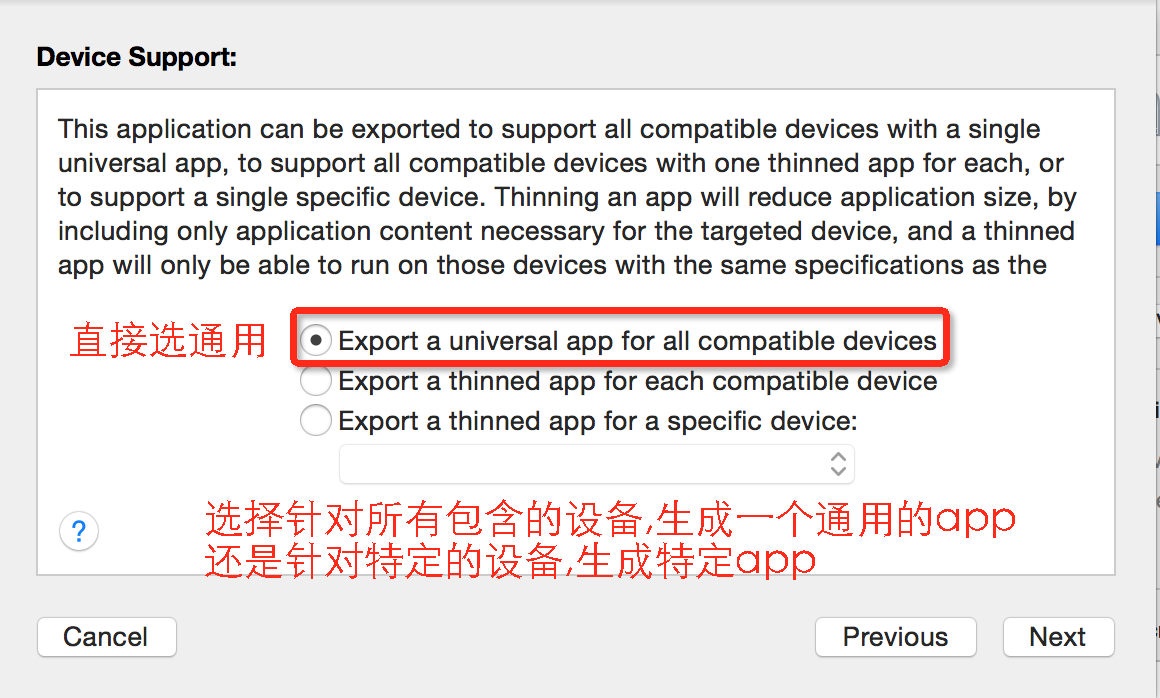 Device Support:
This application can be exported to support all compatible devices with a single
universal app, to support all compatible devices with one thinned app for each, or
to support a single specific device. Thinning an app will reduce application size, by
including only application content necessary for the targeted device, and a thinned
app will only be able to run on those devices with the same specifications as the
直接选通用
Export a universal app for all compatible devices
Export a thinned app for each compatible device
Export a thinned app for a specific device:
选择针对所有包含的设备,生成一个通用的app
?
还是针对特定的设备,生成特定app
Cancel
Previous
Next